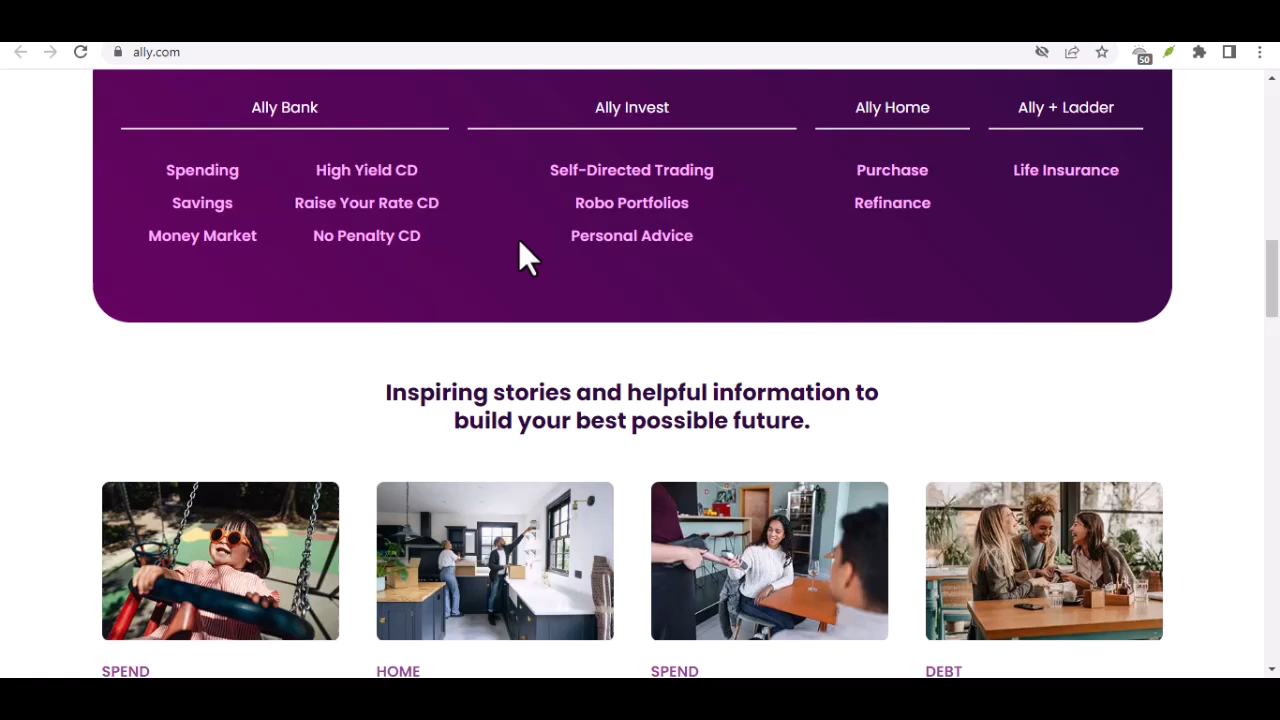 ally.com
50
Ally Bank
Ally Invest
Ally Home
Ally + Ladder
Spending
High Yield CD
Self-Directed Trading
Purchase
Life Insurance
Savings
Raise Your Rate CD
Robo Portfolios
Refinance
Money Market
No Penalty CD
Personal Advice
Inspiring stories and helpful information to
build your best possible future.
SPEND
HOME
SPEND
DEBT